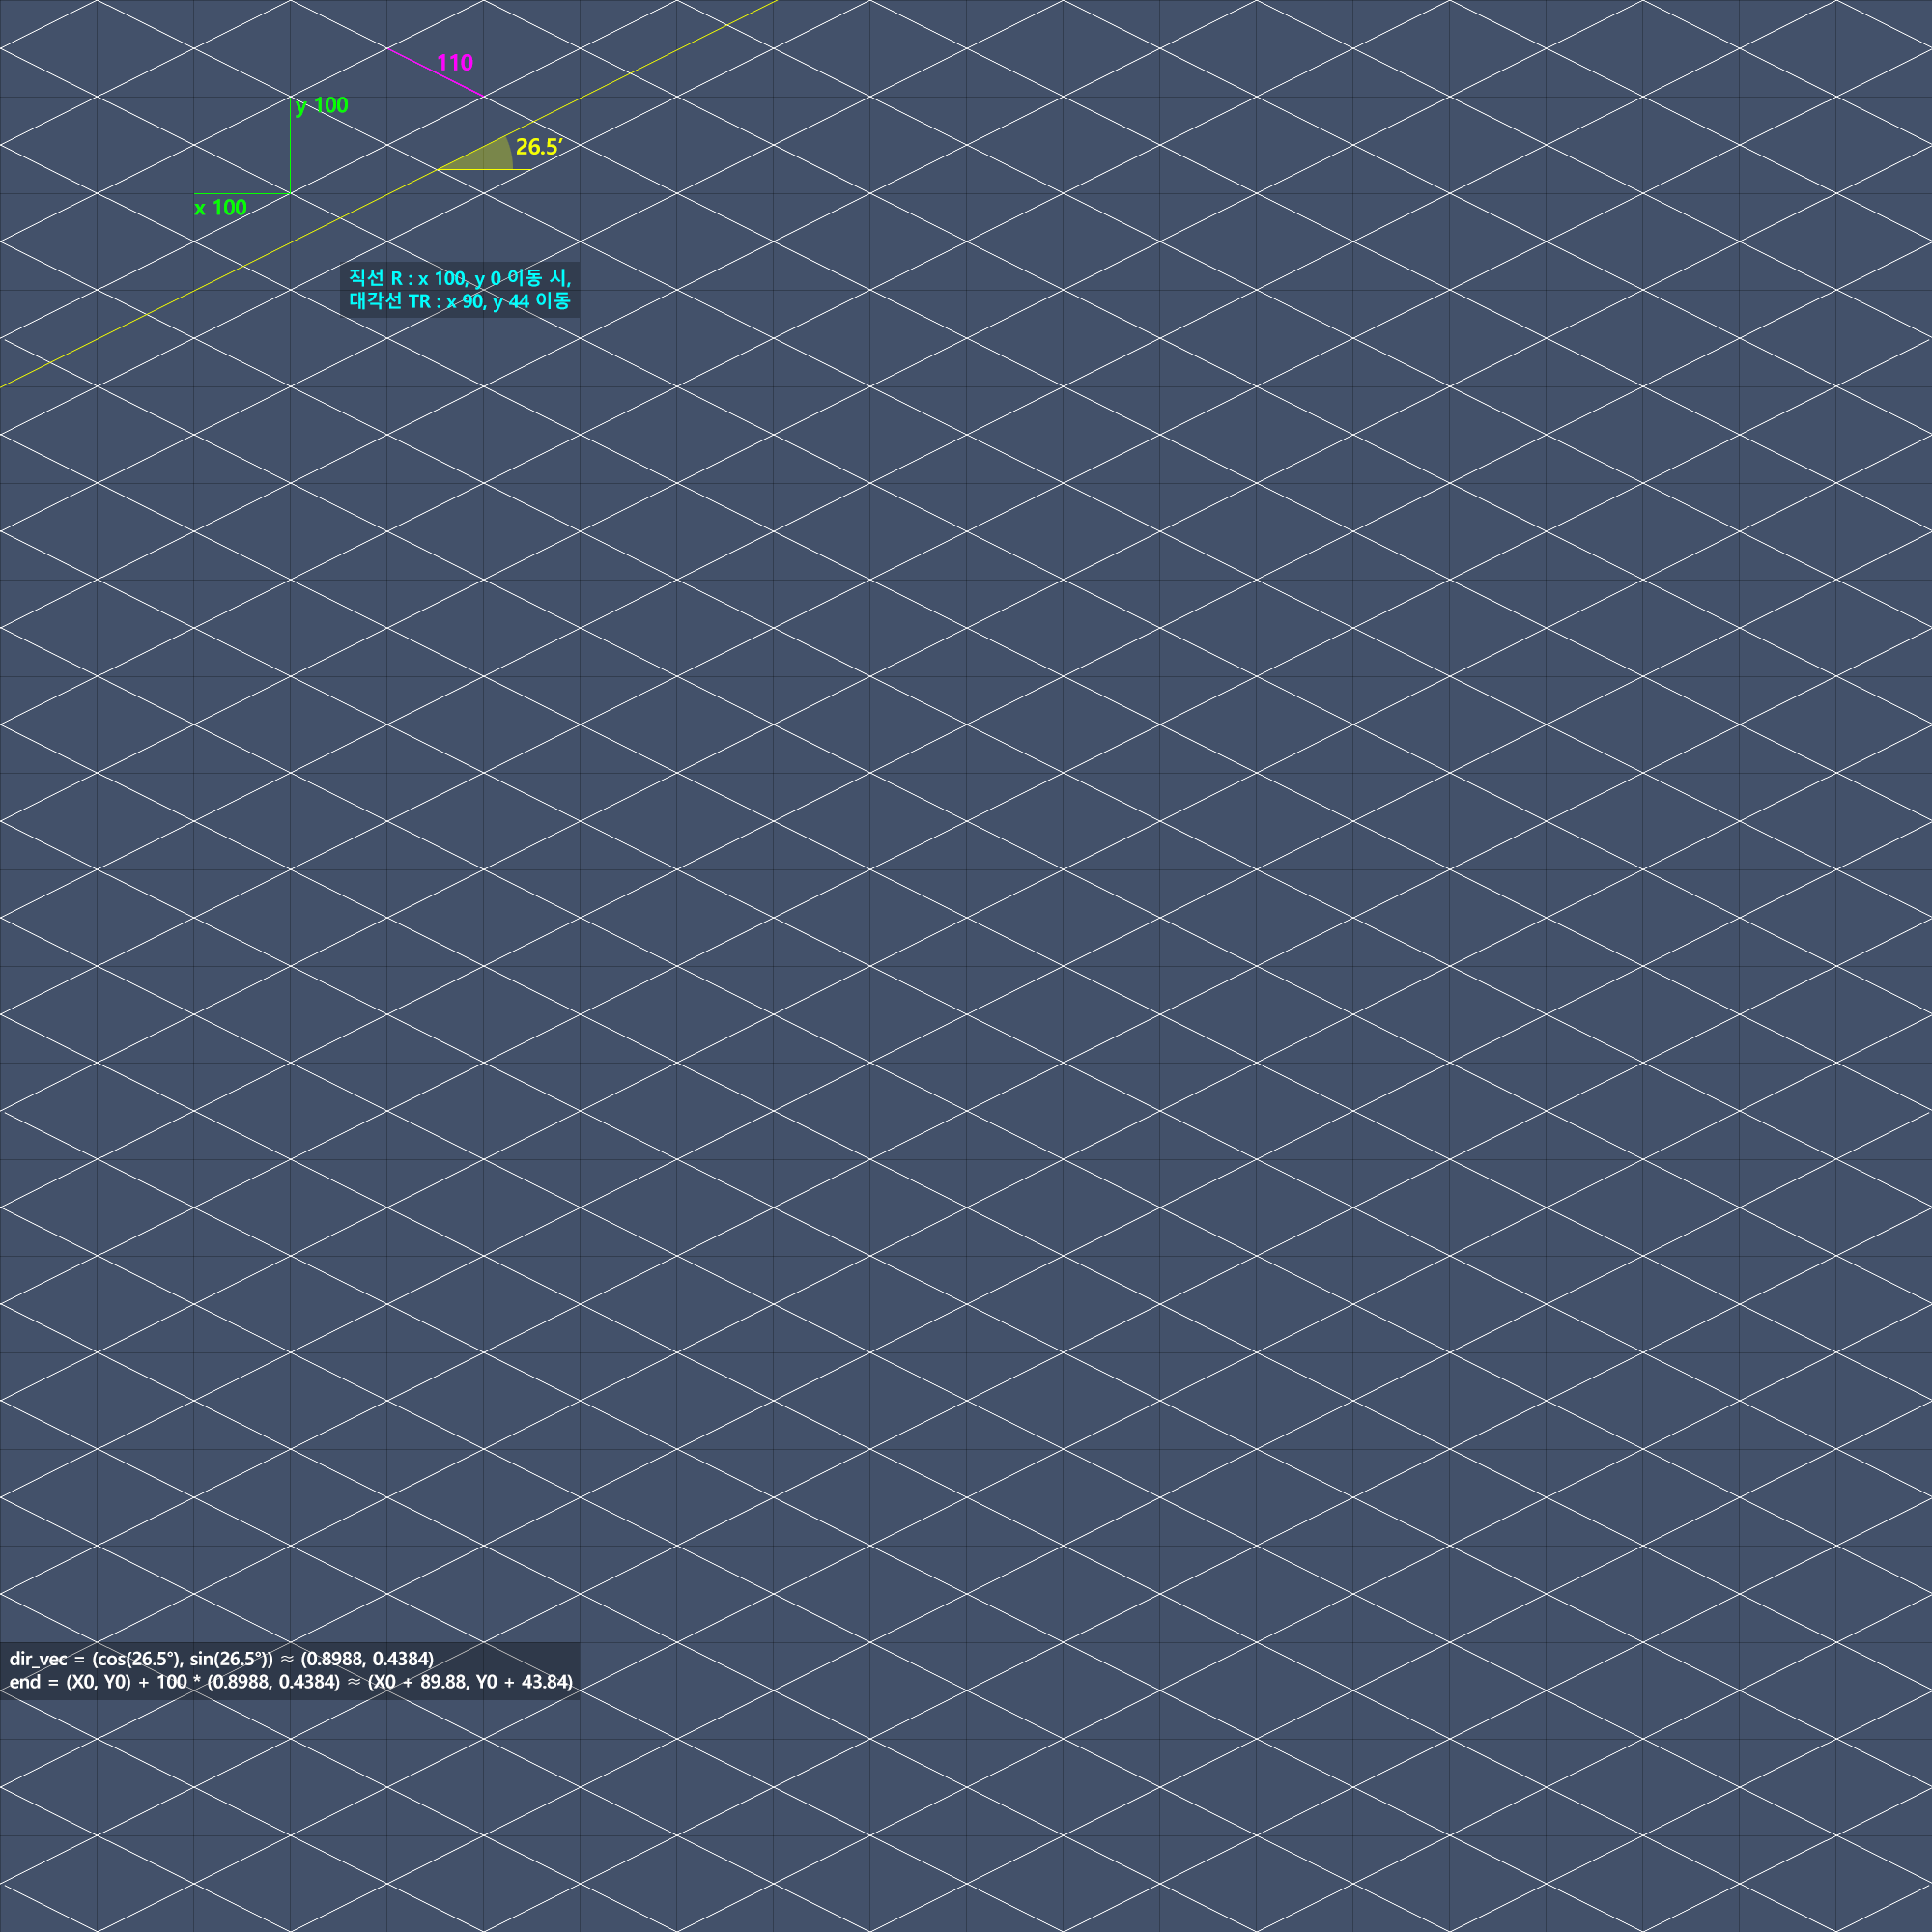 110
y 100
26.5′
x 100
직선 R : x 100, y 0 이동 시,
대각선 TR : x 90, y 44 이동
dir_vec = (cos(26.5°), sin(26.5°)) ≈ (0.8988, 0.4384)
end = (X0, Y0) + 100 * (0.8988, 0.4384) ≈ (X0 + 89.88, Y0 + 43.84)